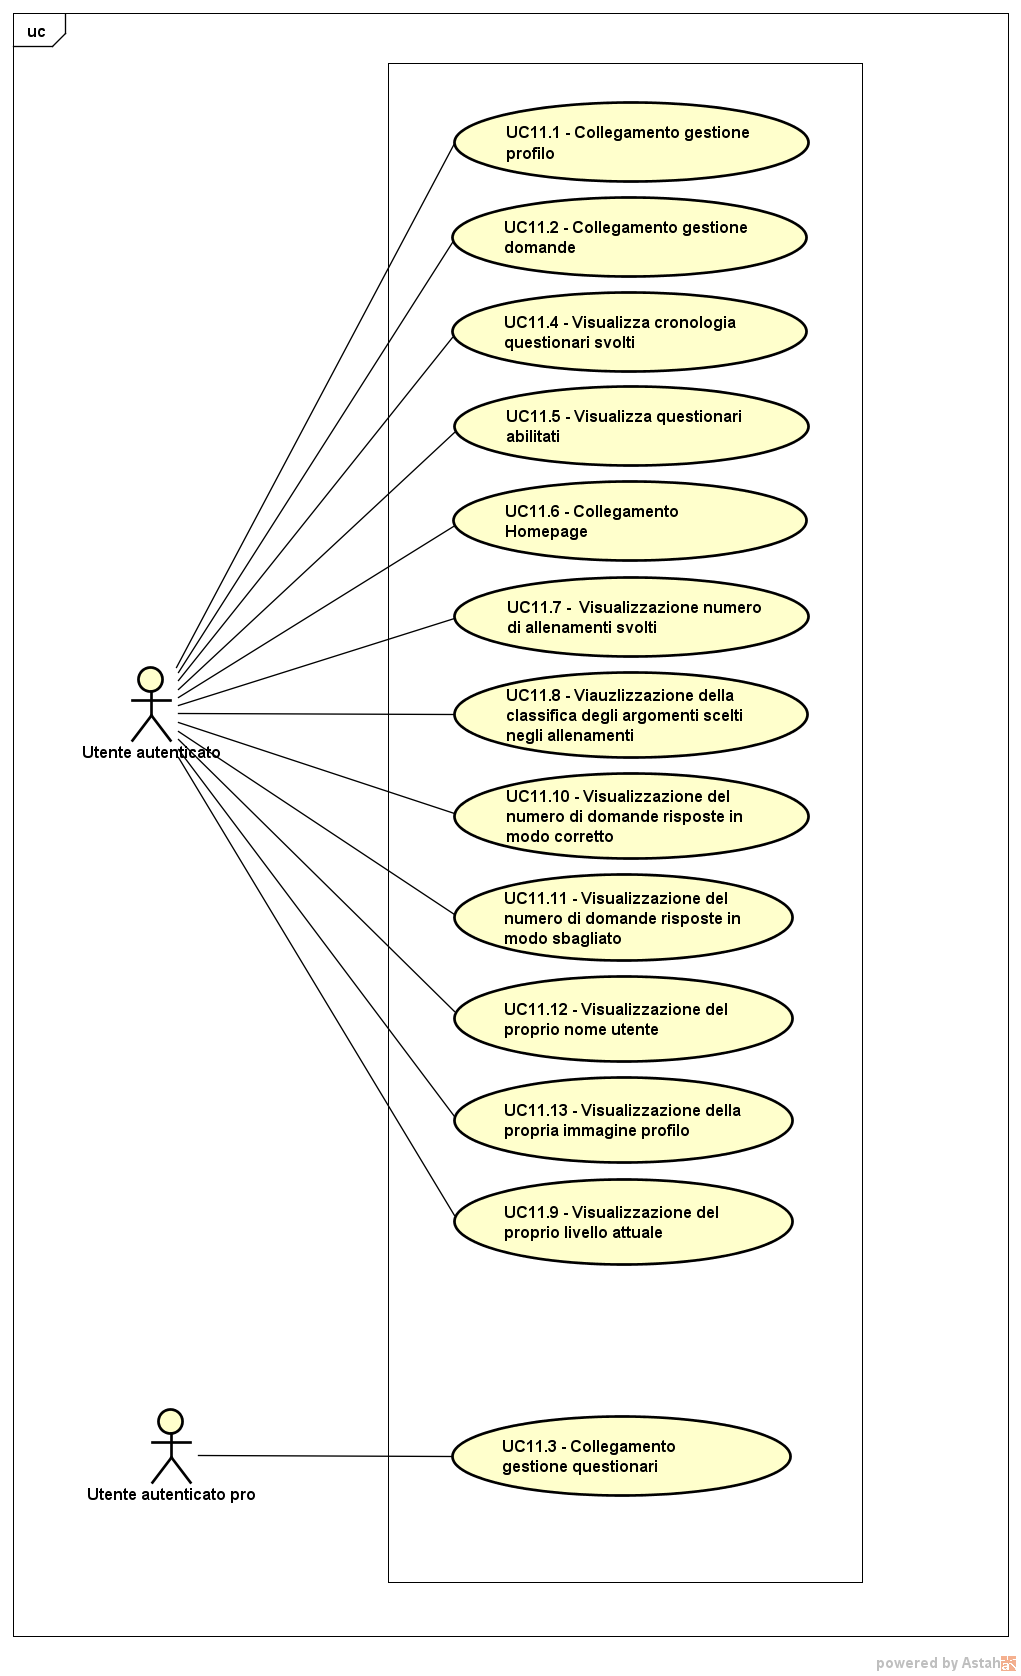 uc
UC11.1 - Collegamento gestione
profilo
UC11.2 - Collegamento gestione
domande
UC11.4 - Visualizza cronologia
questionari svolti
UC11.5 - Visualizza questionari
abilitati
UC11.6 - Collegamento
Homepage
UC11.7 -  Visualizzazione numero
di allenamenti svolti
UC11.8 - Viauzlizzazione della
classifica degli argomenti scelti
negli allenamenti
Utente autenticato
UC11.10 - Visualizzazione del
numero di domande risposte in
modo corretto
UC11.11 - Visualizzazione del
numero di domande risposte in
modo sbagliato
UC11.12 - Visualizzazione del
proprio nome utente
UC11.13 - Visualizzazione della
propria immagine profilo
UC11.9 - Visualizzazione del
proprio livello attuale
UC11.3 - Collegamento
gestione questionari
Utente autenticato pro
powered by Astah